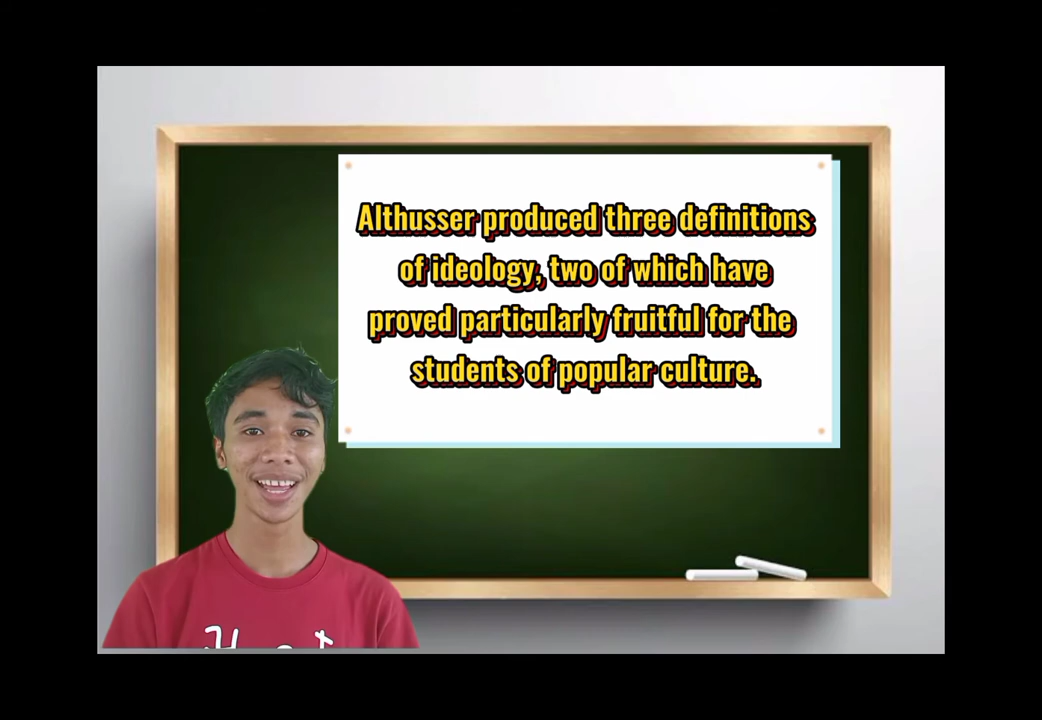 Althusser produced three definitions
of ideology, two of which have
proved particularly fruitful for the
students of popular culture.